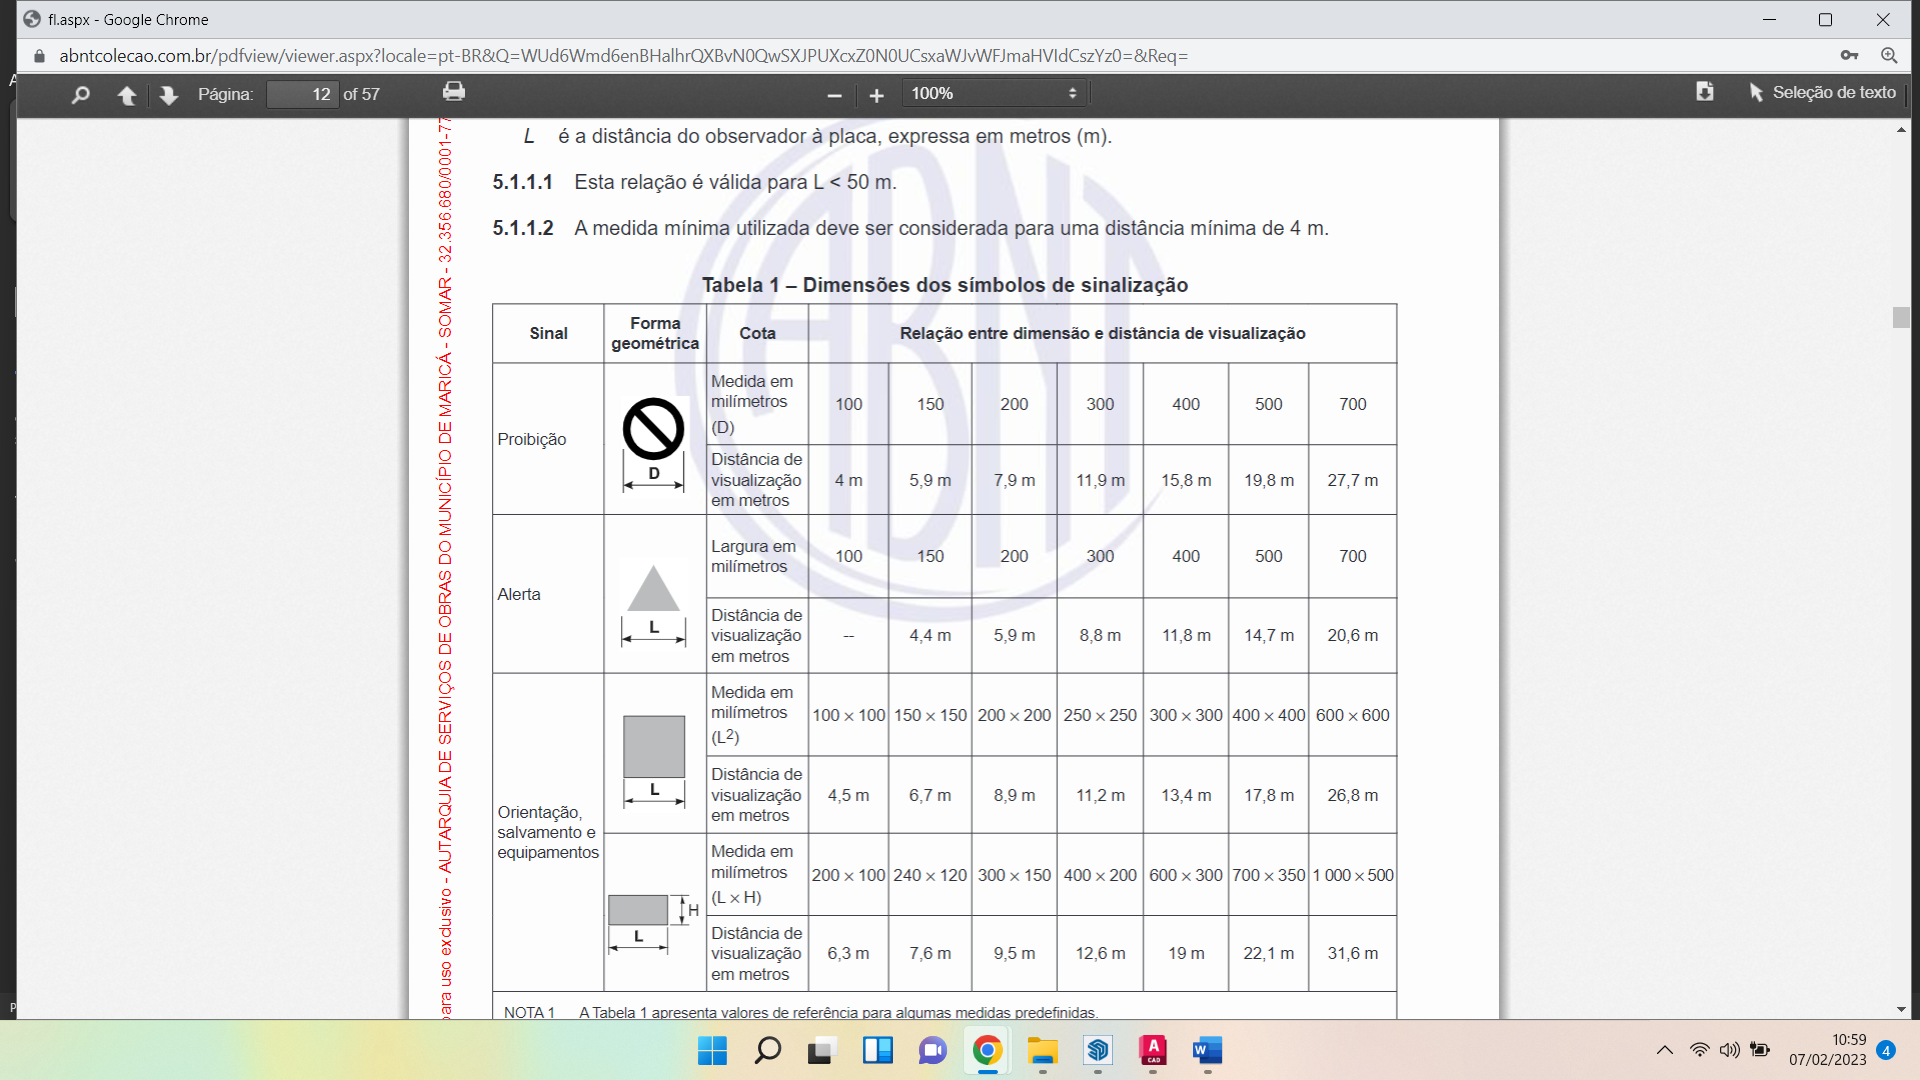 fl.aspx - Google Chrome
abntcolecao.com.br/pdfview/viewer.aspx?locale=pt-BR&Q=WUd6Wmd6enBHalhrQXBvN0QwSXJPUXcxZ0N0UCsxaWJvWFJmaHVIdCszYz0=&Req=
Página: 12 of 57 100% Seleção de texto
L é a distância do observador à placa, expressa em metros (m).
5.1.1.1 Esta relação é válida para L < 50 m.
5.1.1.2 A medida mínima utilizada deve ser considerada para uma distância mínima de 4 m.
Tabela 1 – Dimensões dos símbolos de sinalização
Sinal
Forma
geométrica
Cota
Relação entre dimensão e distância de visualização
Proibição
D
Medida em
milímetros
(D)
100 150 200 300 400 500 700
Distância de
visualização
em metros
4 m 5,9 m 7,9 m 11,9 m 15,8 m 19,8 m 27,7 m
Alerta
L
Largura em
milímetros
100 150 200 300 400 500 700
Distância de
visualização
em metros
-- 4,4 m 5,9 m 8,8 m 11,8 m 14,7 m 20,6 m
Orientação,
salvamento e
equipamentos
L
Medida em
milímetros
(L²)
100 × 100 150 × 150 200 × 200 250 × 250 300 × 300 400 × 400 600 × 600
Distância de
visualização
em metros
4,5 m 6,7 m 8,9 m 11,2 m 13,4 m 17,8 m 26,8 m
H
L
Medida em
milímetros
(L × H)
200 × 100 240 × 120 300 × 150 400 × 200 600 × 300 700 × 350 1 000 × 500
Distância de
visualização
em metros
6,3 m 7,6 m 9,5 m 12,6 m 19 m 22,1 m 31,6 m
NOTA 1 A Tabela 1 apresenta valores de referência para algumas medidas predefinidas.
para uso exclusivo - AUTARQUIA DE SERVIÇOS DE OBRAS DO MUNICÍPIO DE MARICÁ - SOMAR - 32.356.680/0001-77
ABNT
A
CAD
W
10:59
07/02/2023
4